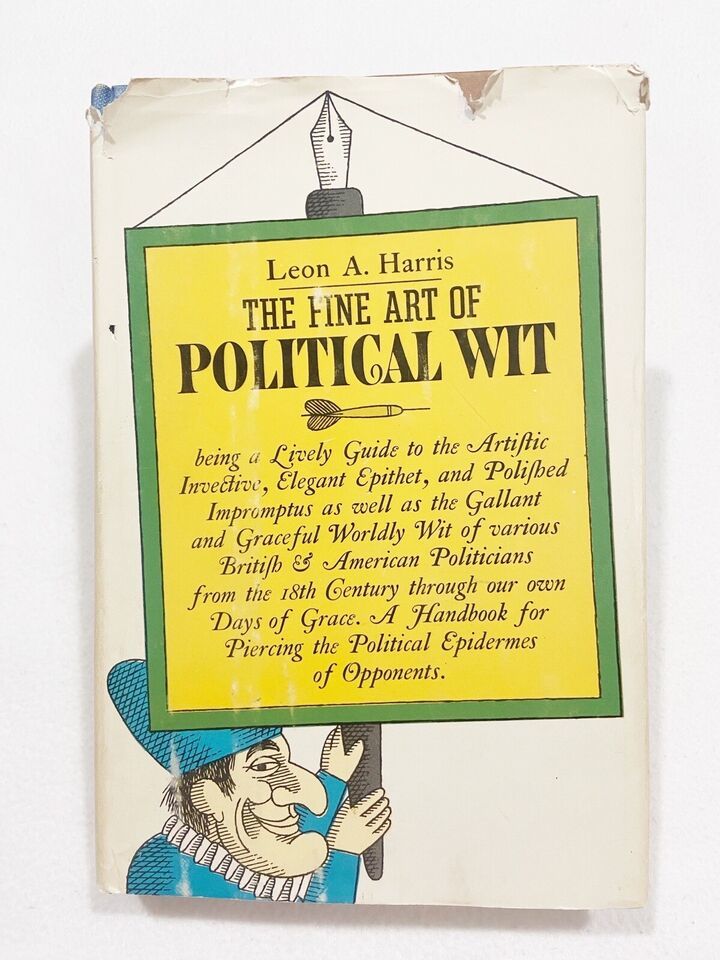 Leon A. Harris
THE FINE ART OF
POLITICAL WIT
being a Lively Guide to the Artiſtic
Invective, Elegant Epithet, and Poliſhed
Impromptus as well as the Gallant
and Graceful Worldly Wit of various
Britiſh & American Politicians
from the 18th Century through our own
Days of Grace. A Handbook for
Piercing the Political Epidermes
of Opponents.